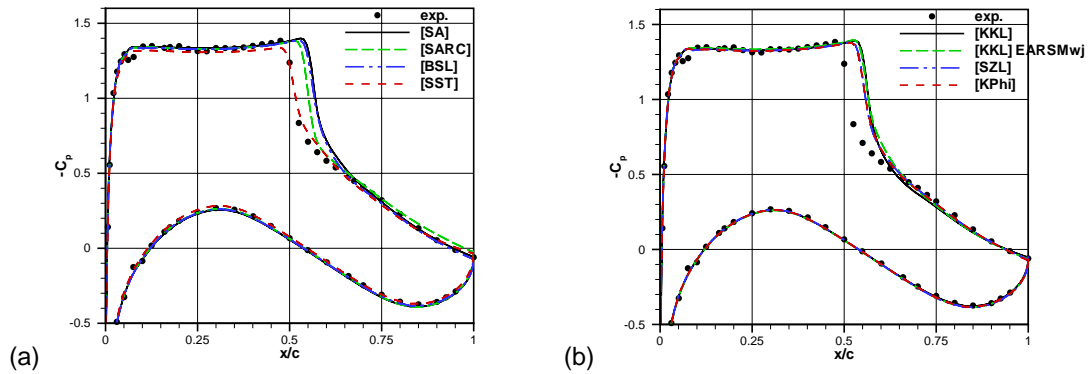 exp.
[SA]
[SARC]
[BSL]
[SST]
1.5
1
0.5
0
-0.5
-Cp
0
0.25
0.5
0.75
1
x/c
(a)
exp.
[KKL]
[KKL] EARSMwj
[SZL]
[KPhi]
1.5
1
0.5
0
-0.5
-Cp
0
0.25
0.5
0.75
1
x/c
(b)